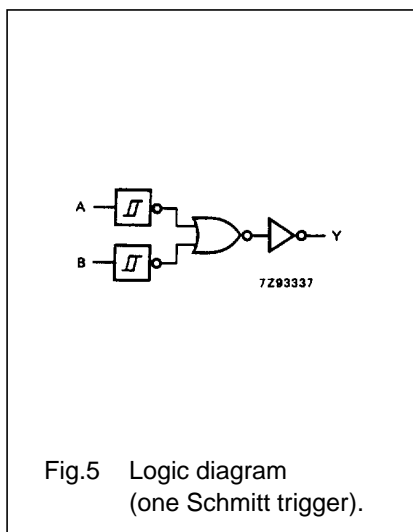 A
B
Y
7Z93337
Fig.5 Logic diagram
(one Schmitt trigger).